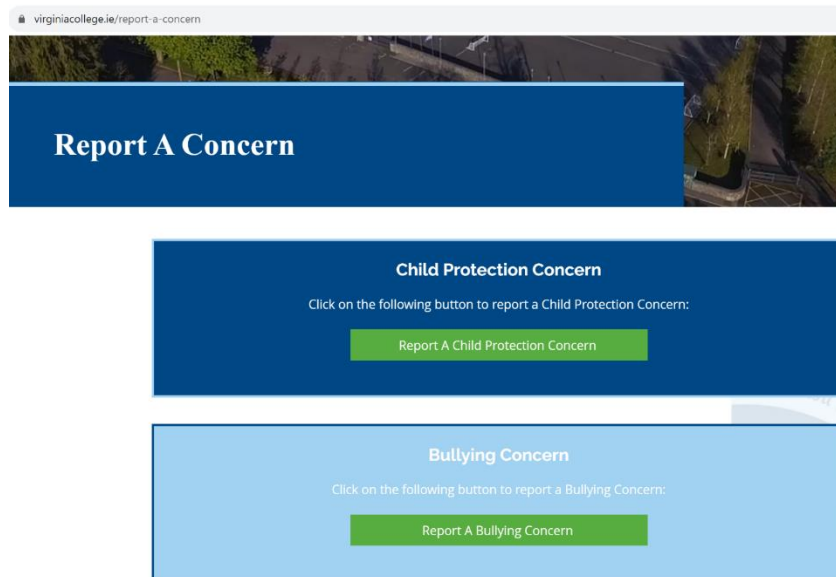 virginiacollege.ie/report-a-concern
Report A Concern
Child Protection Concern
Click on the following button to report a Child Protection Concern:
Report A Child Protection Concern
Bullying Concern
Click on the following button to report a Bullying Concern:
Report A Bullying Concern